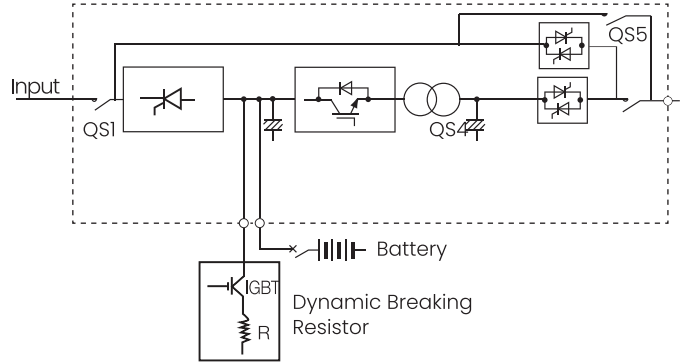 QS5
Input
QS1
QS4
Battery
IGBT
R
Dynamic Breaking
Resistor